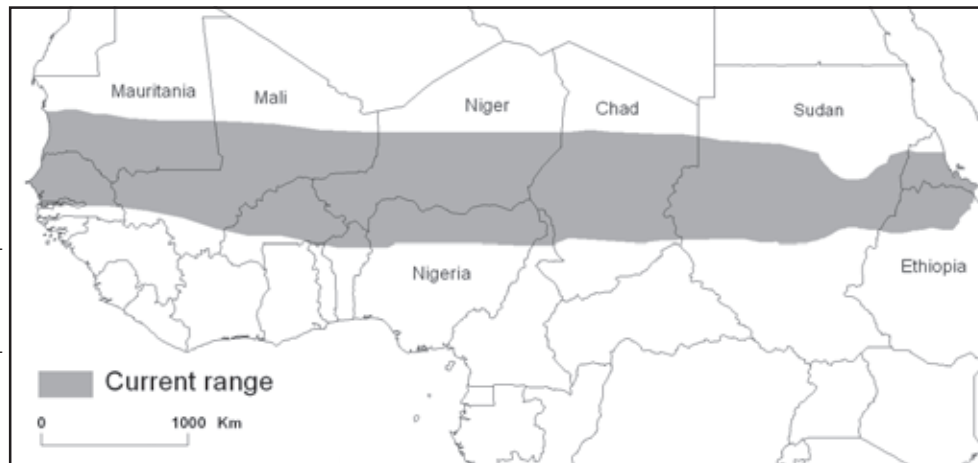 Mauritania
Mali
Niger
Chad
Sudan
Nigeria
Ethiopia
Current range
0 1000 Km